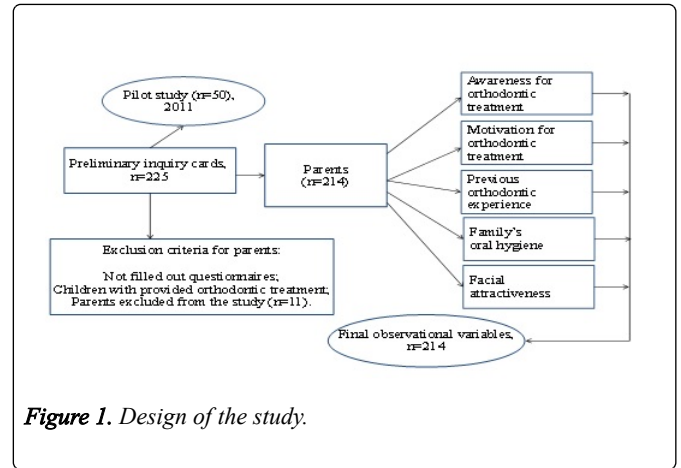 Pilot study (n=50),
2011
Preliminary inquiry cards,
n=225
Exclusion criteria for parents:
Not filled out questionnaires;
Children with provided orthodontic treatment;
Parents excluded from the study (n=11).
Parents
(n=214)
Awareness for
orthodontic
treatment
Motivation for
orthodontic
treatment
Previous
orthodontic
experience
Family's
oral hygiene
Facial
attractiveness
Final observational variables,
n=214
Figure 1. Design of the study.